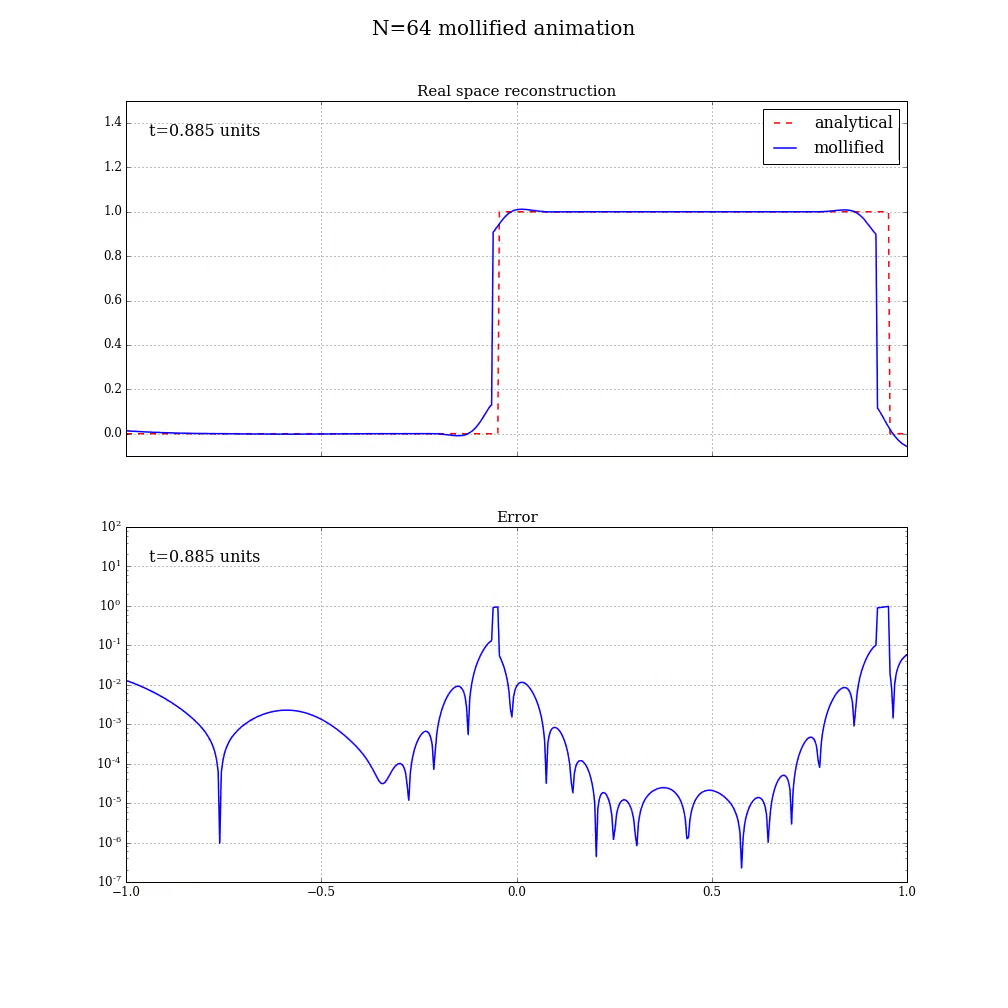 N=64 mollified animation
Real space reconstruction
t=0.885 units
analytical
mollified
1.4
1.2
1.0
0.8
0.6
0.4
0.2
0.0
Error
t=0.885 units
10²
10¹
10⁰
10⁻¹
10⁻²
10⁻³
10⁻⁴
10⁻⁵
10⁻⁶
10⁻⁷
−1.0 −0.5 0.0 0.5 1.0